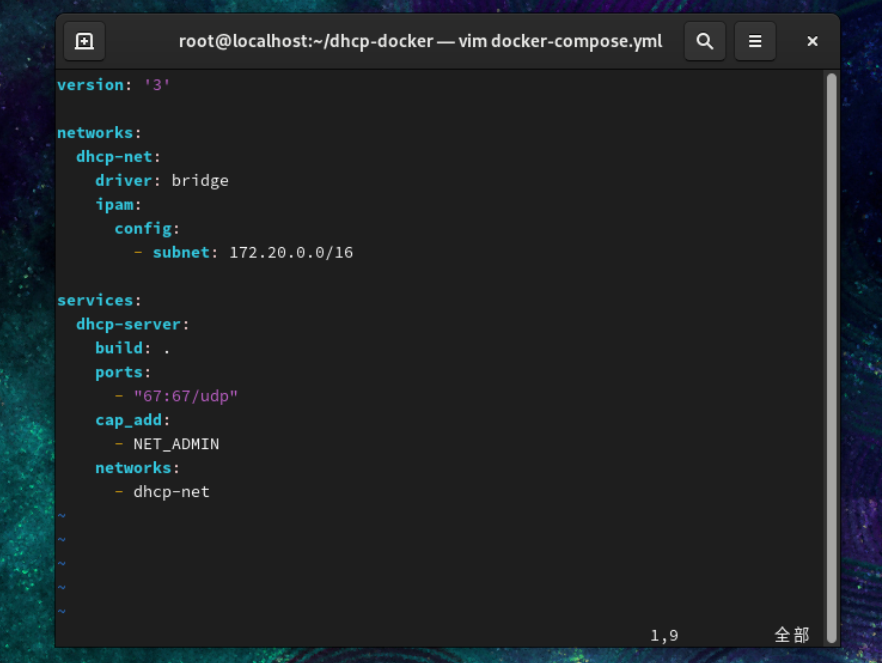 root@localhost:~/dhcp-docker — vim docker-compose.yml
version: '3'

networks:
  dhcp-net:
    driver: bridge
    ipam:
      config:
        - subnet: 172.20.0.0/16

services:
  dhcp-server:
    build: .
    ports:
      - "67:67/udp"
    cap_add:
      - NET_ADMIN
    networks:
      - dhcp-net
~
~
~
~
~
1,9 全部